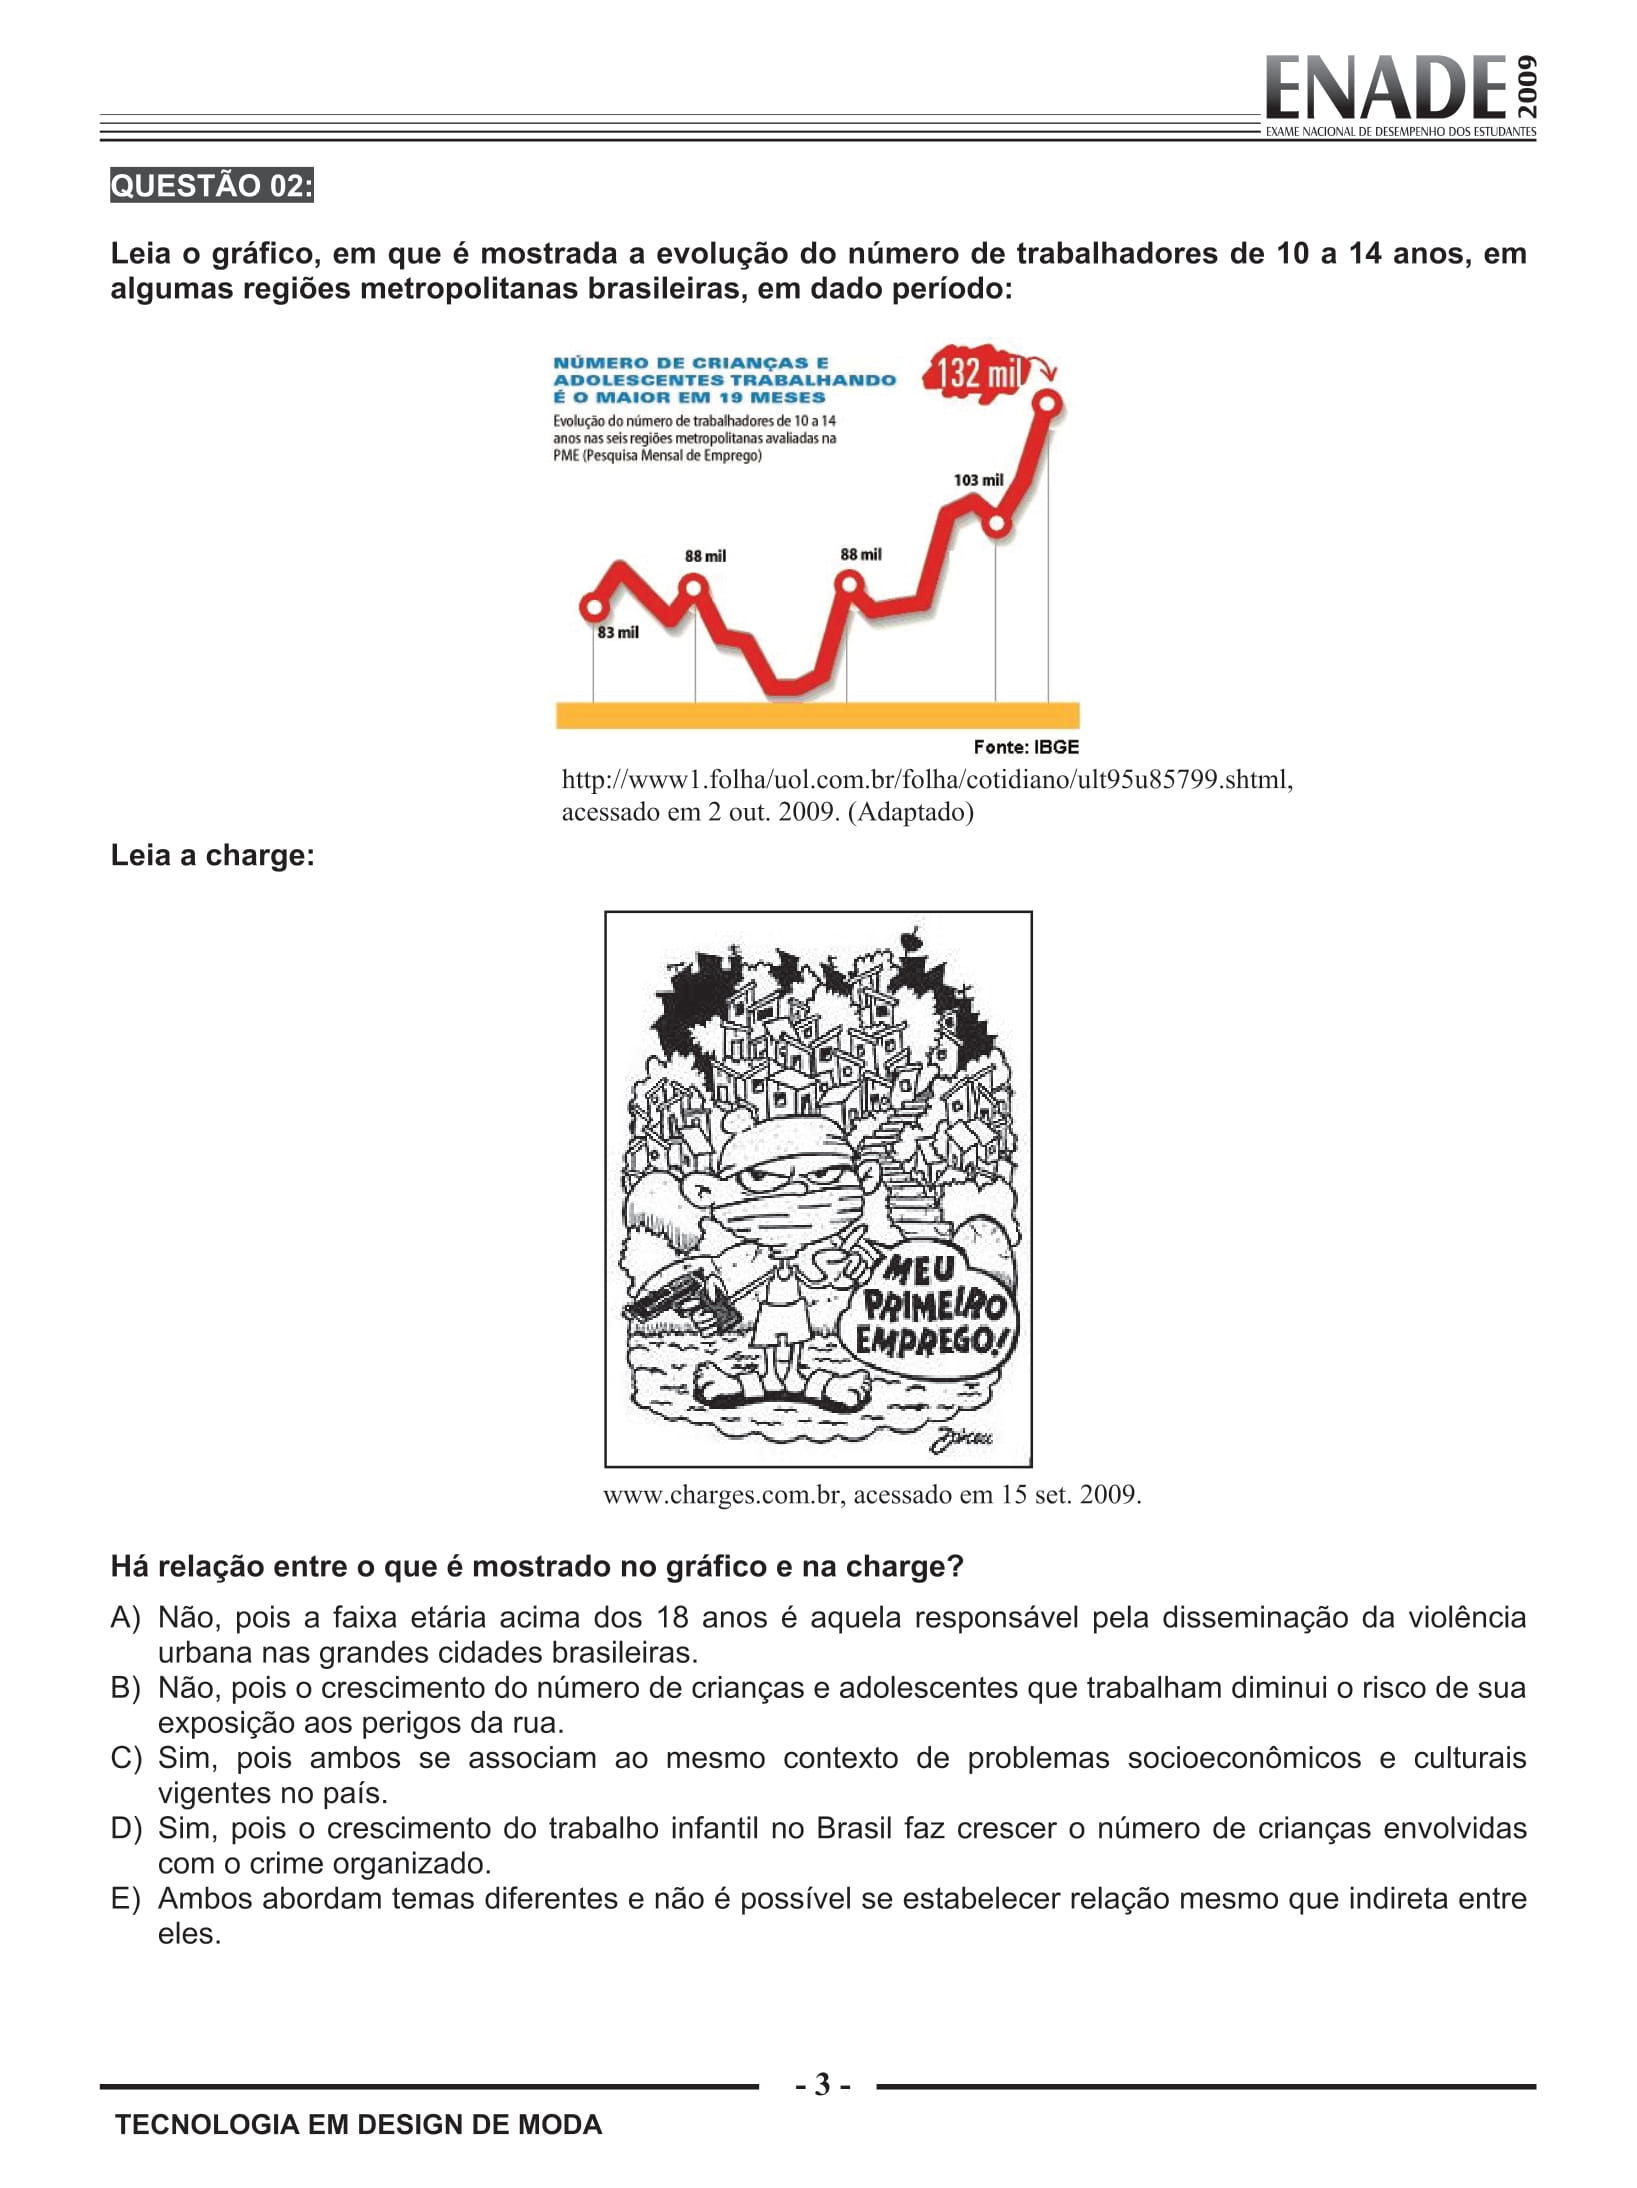 ENADE 2009
EXAME NACIONAL DE DESEMPENHO DOS ESTUDANTES
QUESTÃO 02:
Leia o gráfico, em que é mostrada a evolução do número de trabalhadores de 10 a 14 anos, em
algumas regiões metropolitanas brasileiras, em dado período:
NÚMERO DE CRIANÇAS E
ADOLESCENTES TRABALHANDO
É O MAIOR EM 19 MESES
Evolução do número de trabalhadores de 10 a 14
anos nas seis regiões metropolitanas avaliadas na
PME (Pesquisa Mensal de Emprego)
132 mil
103 mil
88 mil
88 mil
83 mil
Fonte: IBGE
http://www1.folha/uol.com.br/folha/cotidiano/ult95u85799.shtml,
acessado em 2 out. 2009. (Adaptado)
Leia a charge:
MEU
PRIMEIRO
EMPREGO!
www.charges.com.br, acessado em 15 set. 2009.
Há relação entre o que é mostrado no gráfico e na charge?
A) Não, pois a faixa etária acima dos 18 anos é aquela responsável pela disseminação da violência
urbana nas grandes cidades brasileiras.
B) Não, pois o crescimento do número de crianças e adolescentes que trabalham diminui o risco de sua
exposição aos perigos da rua.
C) Sim, pois ambos se associam ao mesmo contexto de problemas socioeconômicos e culturais
vigentes no país.
D) Sim, pois o crescimento do trabalho infantil no Brasil faz crescer o número de crianças envolvidas
com o crime organizado.
E) Ambos abordam temas diferentes e não é possível se estabelecer relação mesmo que indireta entre
eles.
- 3 -
TECNOLOGIA EM DESIGN DE MODA